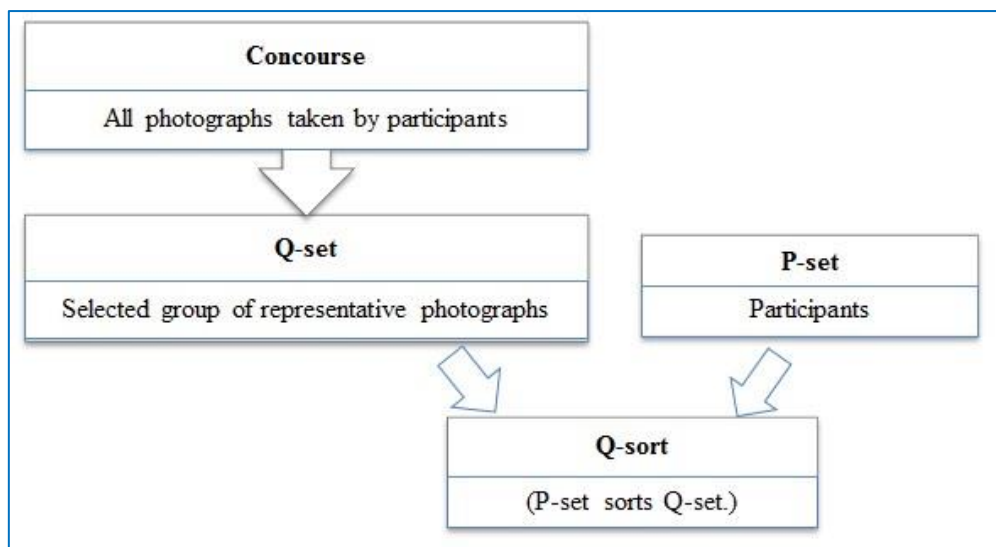 Concourse
All photographs taken by participants
Q-set
Selected group of representative photographs
P-set
Participants
Q-sort
(P-set sorts Q-set.)